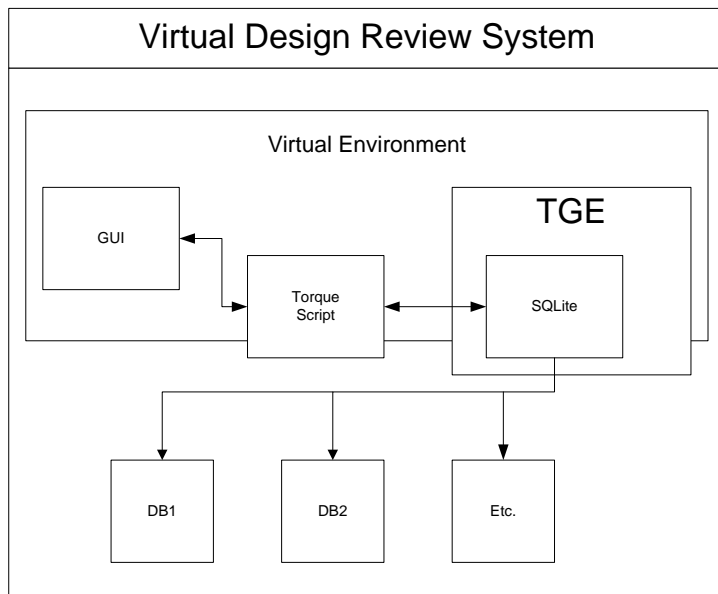 Virtual Design Review System
Virtual Environment
TGE
GUI
Torque
Script
SQLite
DB1
DB2
Etc.